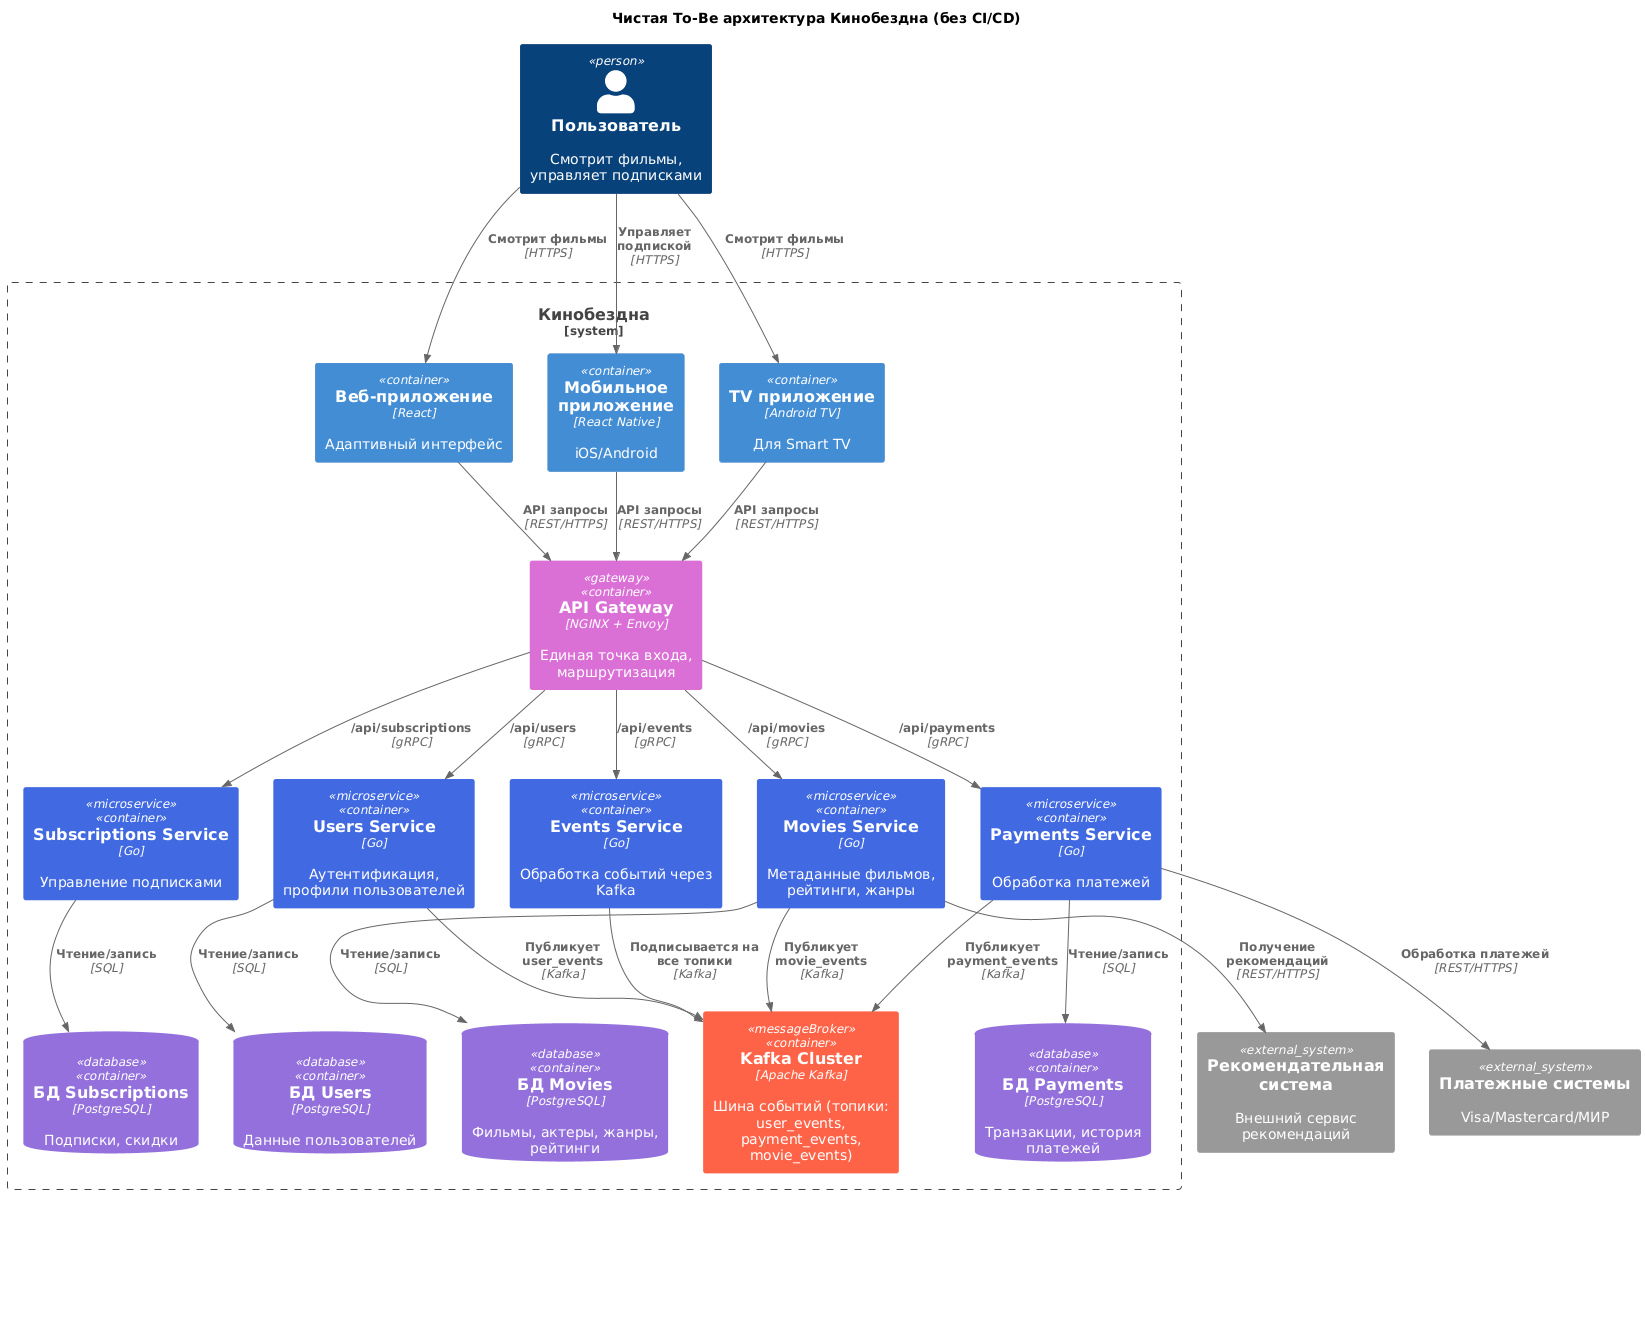 Чистая To-Be архитектура Кинобездна (без CI/CD)
«person»
Пользователь
Смотрит фильмы,
управляет подписками
Смотрит фильмы
[HTTPS]
Управляет
подпиской
[HTTPS]
Смотрит фильмы
[HTTPS]
Кинобездна
[system]
«container»
Веб-приложение
[React]
Адаптивный интерфейс
«container»
Мобильное
приложение
[React Native]
iOS/Android
«container»
TV приложение
[Android TV]
Для Smart TV
API запросы
[REST/HTTPS]
API запросы
[REST/HTTPS]
API запросы
[REST/HTTPS]
«gateway»
«container»
API Gateway
[NGINX + Envoy]
Единая точка входа,
маршрутизация
/api/subscriptions
[gRPC]
/api/users
[gRPC]
/api/events
[gRPC]
/api/movies
[gRPC]
/api/payments
[gRPC]
«microservice»
«container»
Subscriptions Service
[Go]
Управление подписками
«microservice»
«container»
Users Service
[Go]
Аутентификация,
профили пользователей
«microservice»
«container»
Events Service
[Go]
Обработка событий через
Kafka
«microservice»
«container»
Movies Service
[Go]
Метаданные фильмов,
рейтинги, жанры
«microservice»
«container»
Payments Service
[Go]
Обработка платежей
Чтение/запись
[SQL]
Чтение/запись
[SQL]
Чтение/запись
[SQL]
Публикует
user_events
[Kafka]
Подписывается на
все топики
[Kafka]
Публикует
movie_events
[Kafka]
Публикует
payment_events
[Kafka]
Чтение/запись
[SQL]
Получение
рекомендаций
[REST/HTTPS]
Обработка платежей
[REST/HTTPS]
«database»
«container»
БД Subscriptions
[PostgreSQL]
Подписки, скидки
«database»
«container»
БД Users
[PostgreSQL]
Данные пользователей
«database»
«container»
БД Movies
[PostgreSQL]
Фильмы, актеры, жанры,
рейтинги
«messageBroker»
«container»
Kafka Cluster
[Apache Kafka]
Шина событий (топики:
user_events,
payment_events,
movie_events)
«database»
«container»
БД Payments
[PostgreSQL]
Транзакции, история
платежей
«external_system»
Рекомендательная
система
Внешний сервис
рекомендаций
«external_system»
Платежные системы
Visa/Mastercard/МИР